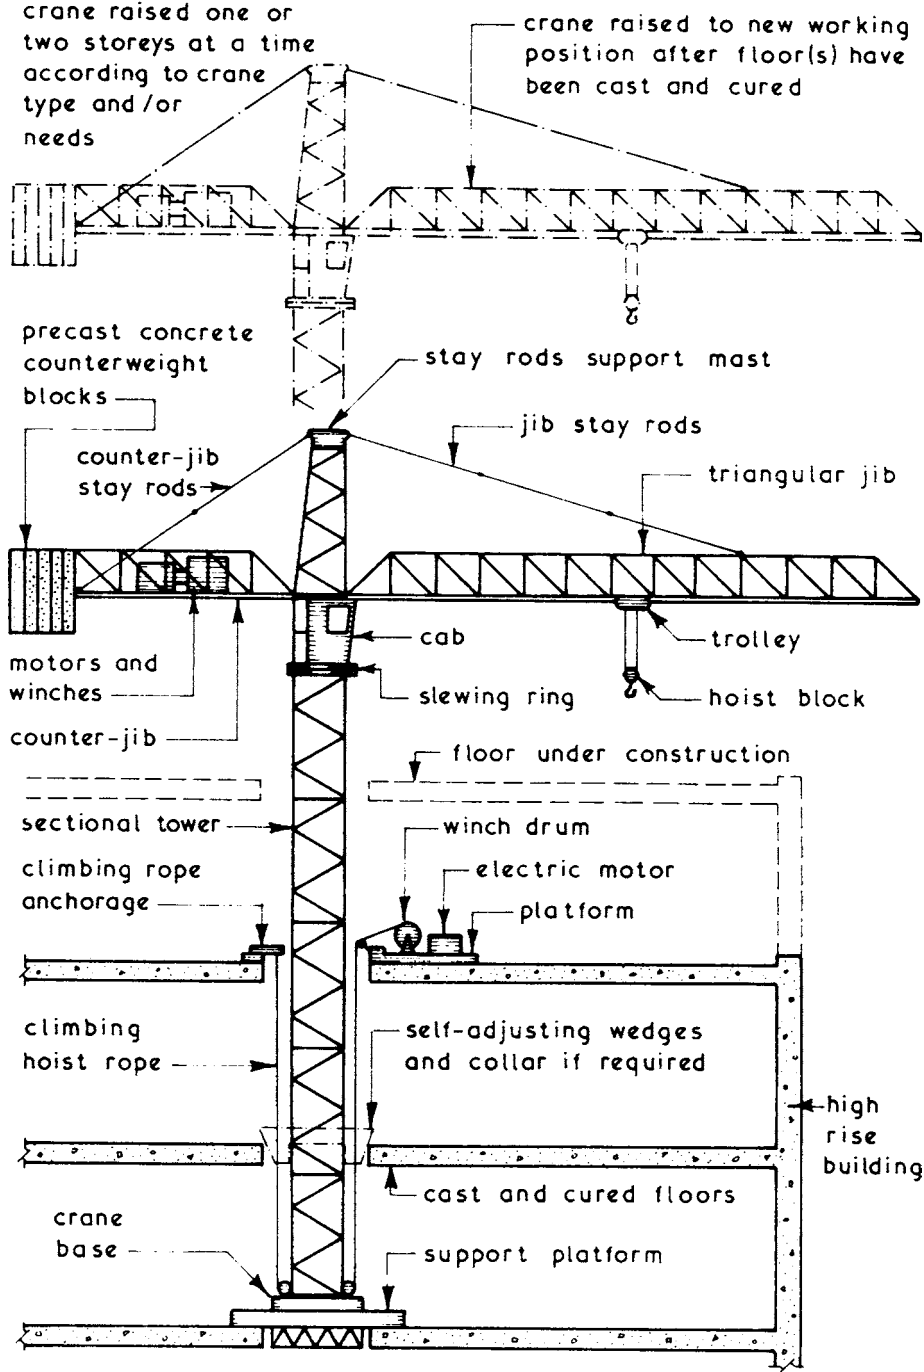 crane raised one or
two storeys at a time
according to crane
type and/or
needs
crane raised to new working
position after floor(s) have
been cast and cured
precast concrete
counterweight
blocks
stay rods support mast
jib stay rods
counter-jib
stay rods
triangular jib
cab
trolley
motors and
winches
slewing ring
hoist block
counter-jib
floor under construction
sectional tower
winch drum
climbing rope
anchorage
electric motor
platform
climbing
hoist rope
self-adjusting wedges
and collar if required
high
rise
building
cast and cured floors
crane
base
support platform